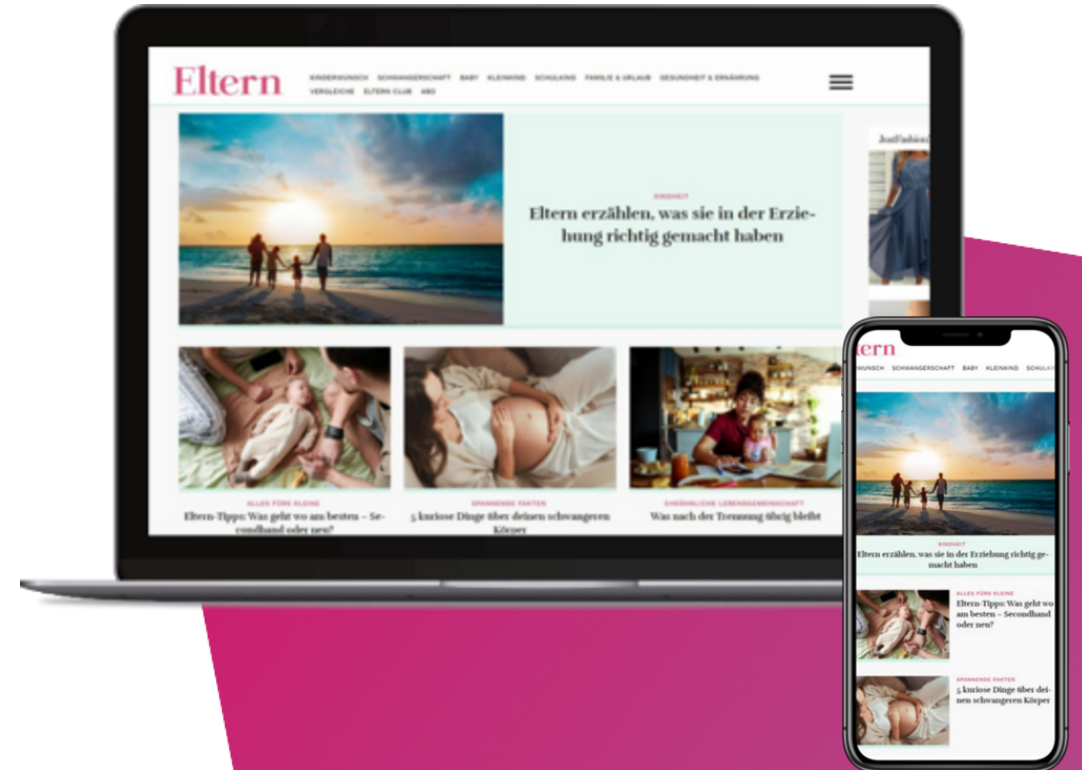 Eltern
KINDERWUNSCH SCHWANGERSCHAFT BABY KLEINKIND SCHULKIND FAMILIE & URLAUB GESUNDHEIT & ERNÄHRUNG
VERGLEICHE ELTERN CLUB ABO
KINDHEIT
Eltern erzählen, was sie in der Erzie-
hung richtig gemacht haben
JustFashion
ALLES FÜRS KLEINE
Eltern-Tipps: Was geht wo am besten – Se-
condhand oder neu?
SPANNENDE FAKTEN
5 kuriose Dinge über deinen schwangeren
Körper
EHEÄHNLICHE LEBENSGEMEINSCHAFT
Was nach der Trennung übrig bleibt
tern
WUNSCH SCHWANGERSCHAFT BABY KLEINKIND SCHULKIN
KINDHEIT
Eltern erzählen, was sie in der Erziehung richtig ge-
macht haben
ALLES FÜRS KLEINE
Eltern-Tipps: Was geht wo
am besten – Secondhand
oder neu?
SPANNENDE FAKTEN
5 kuriose Dinge über dei-
nen schwangeren Körper